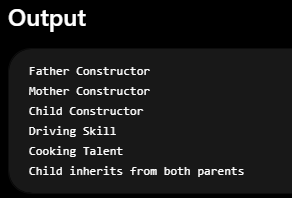 Output
Father Constructor
Mother Constructor
Child Constructor
Driving Skill
Cooking Talent
Child inherits from both parents